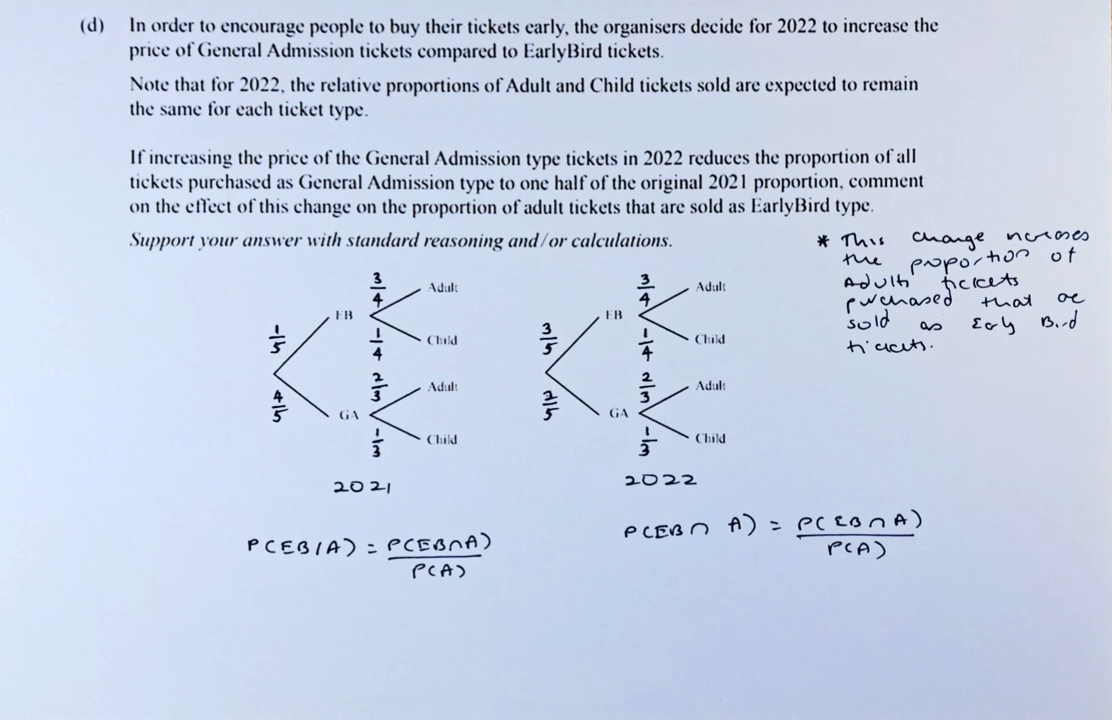 (d) In order to encourage people to buy their tickets early, the organisers decide for 2022 to increase the
price of General Admission tickets compared to EarlyBird tickets.
Note that for 2022, the relative proportions of Adult and Child tickets sold are expected to remain
the same for each ticket type.
If increasing the price of the General Admission type tickets in 2022 reduces the proportion of all
tickets purchased as General Admission type to one half of the original 2021 proportion, comment
on the effect of this change on the proportion of adult tickets that are sold as EarlyBird type.
Support your answer with standard reasoning and/or calculations.
* This change increases
the proportion of
Adult tickets
purchased that are
sold as Early Bird
tickets.
3/4 Adult
EB
1/5
1/4 Child
2/3 Adult
4/5
GA
1/3 Child
2021
3/4 Adult
EB
3/5
1/4 Child
2/3 Adult
2/5
GA
1/3 Child
2022
P(EB/A) = P(EB∩A)
P(A)
P(EB∩ A) = P(EB∩A)
P(A)